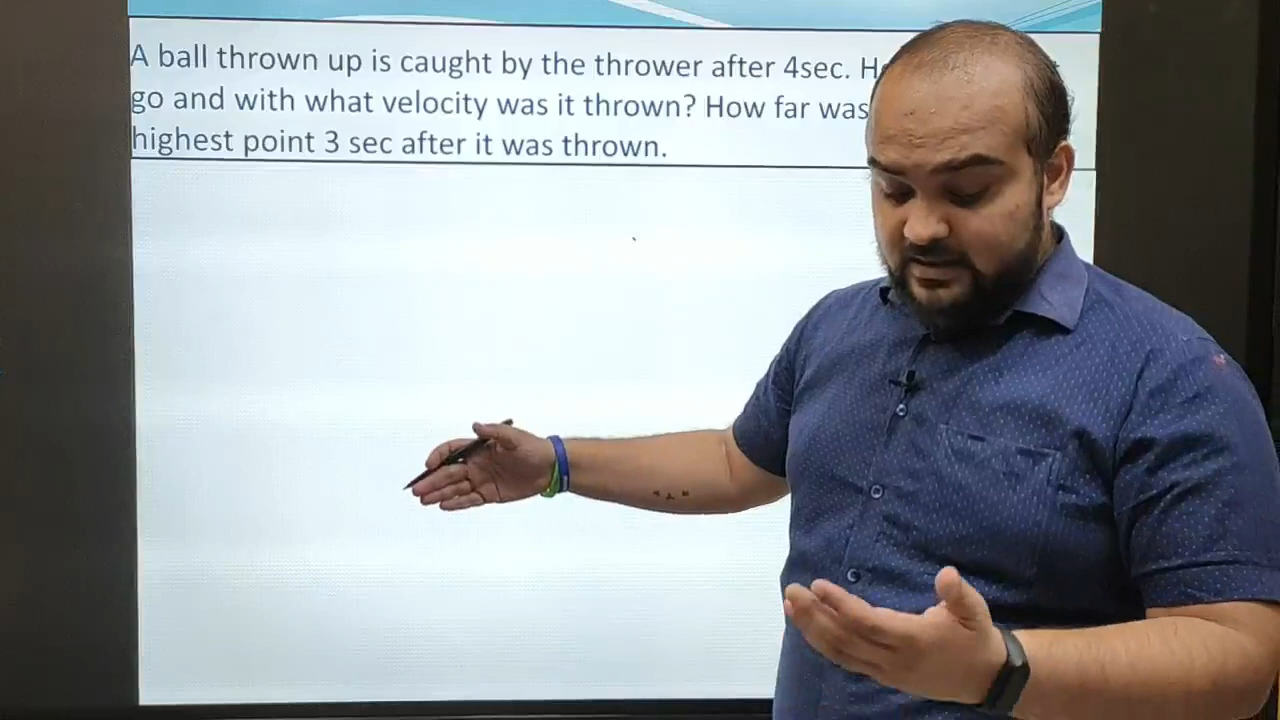 A ball thrown up is caught by the thrower after 4sec.
go and with what velocity was it thrown? How far was
highest point 3 sec after it was thrown.